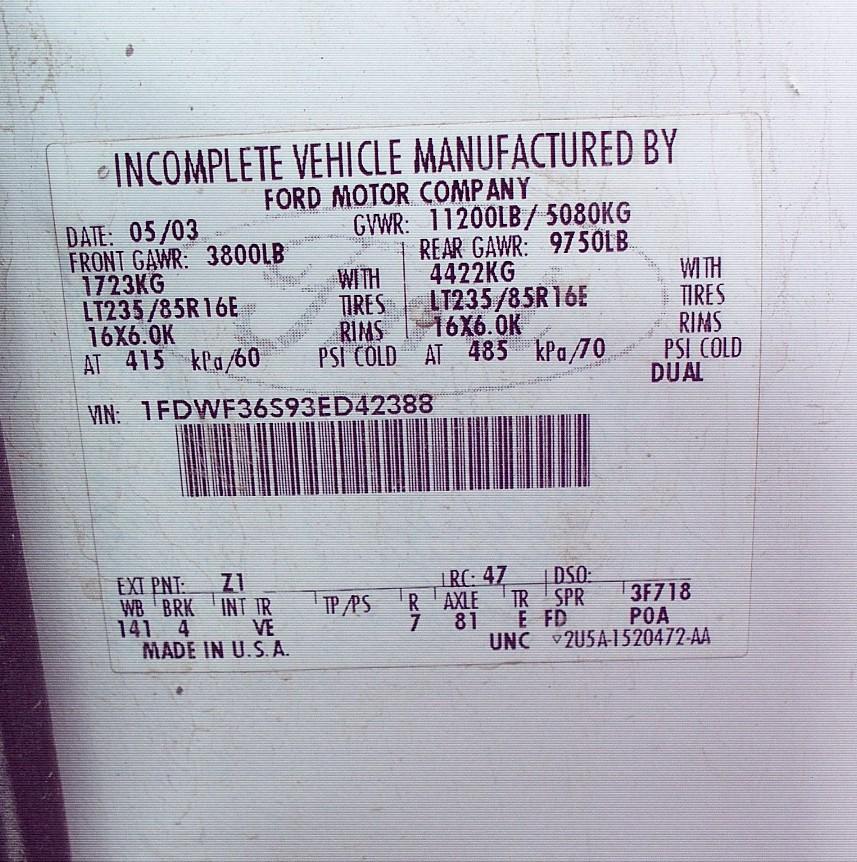 INCOMPLETE VEHICLE MANUFACTURED BY
FORD MOTOR COMPANY
DATE: 05/03 GVWR: 11200LB/ 5080KG
FRONT GAWR: 3800LB REAR GAWR: 9750LB
1723KG WITH 4422KG WITH
LT235/85R16E TIRES LT235/85R16E TIRES
16X6.0K RIMS 16X6.0K RIMS
AT 415 kPa/60 PSI COLD AT 485 kPa/70 PSI COLD
DUAL
VIN: 1FDWF36S93ED42388
EXT PNT: Z1 RC: 47 DSO:
WB BRK INT TR TP/PS R AXLE TR SPR 3F718
141 4 VE 7 81 E FD POA
MADE IN U.S.A. UNC ▿2U5A-1520472-AA